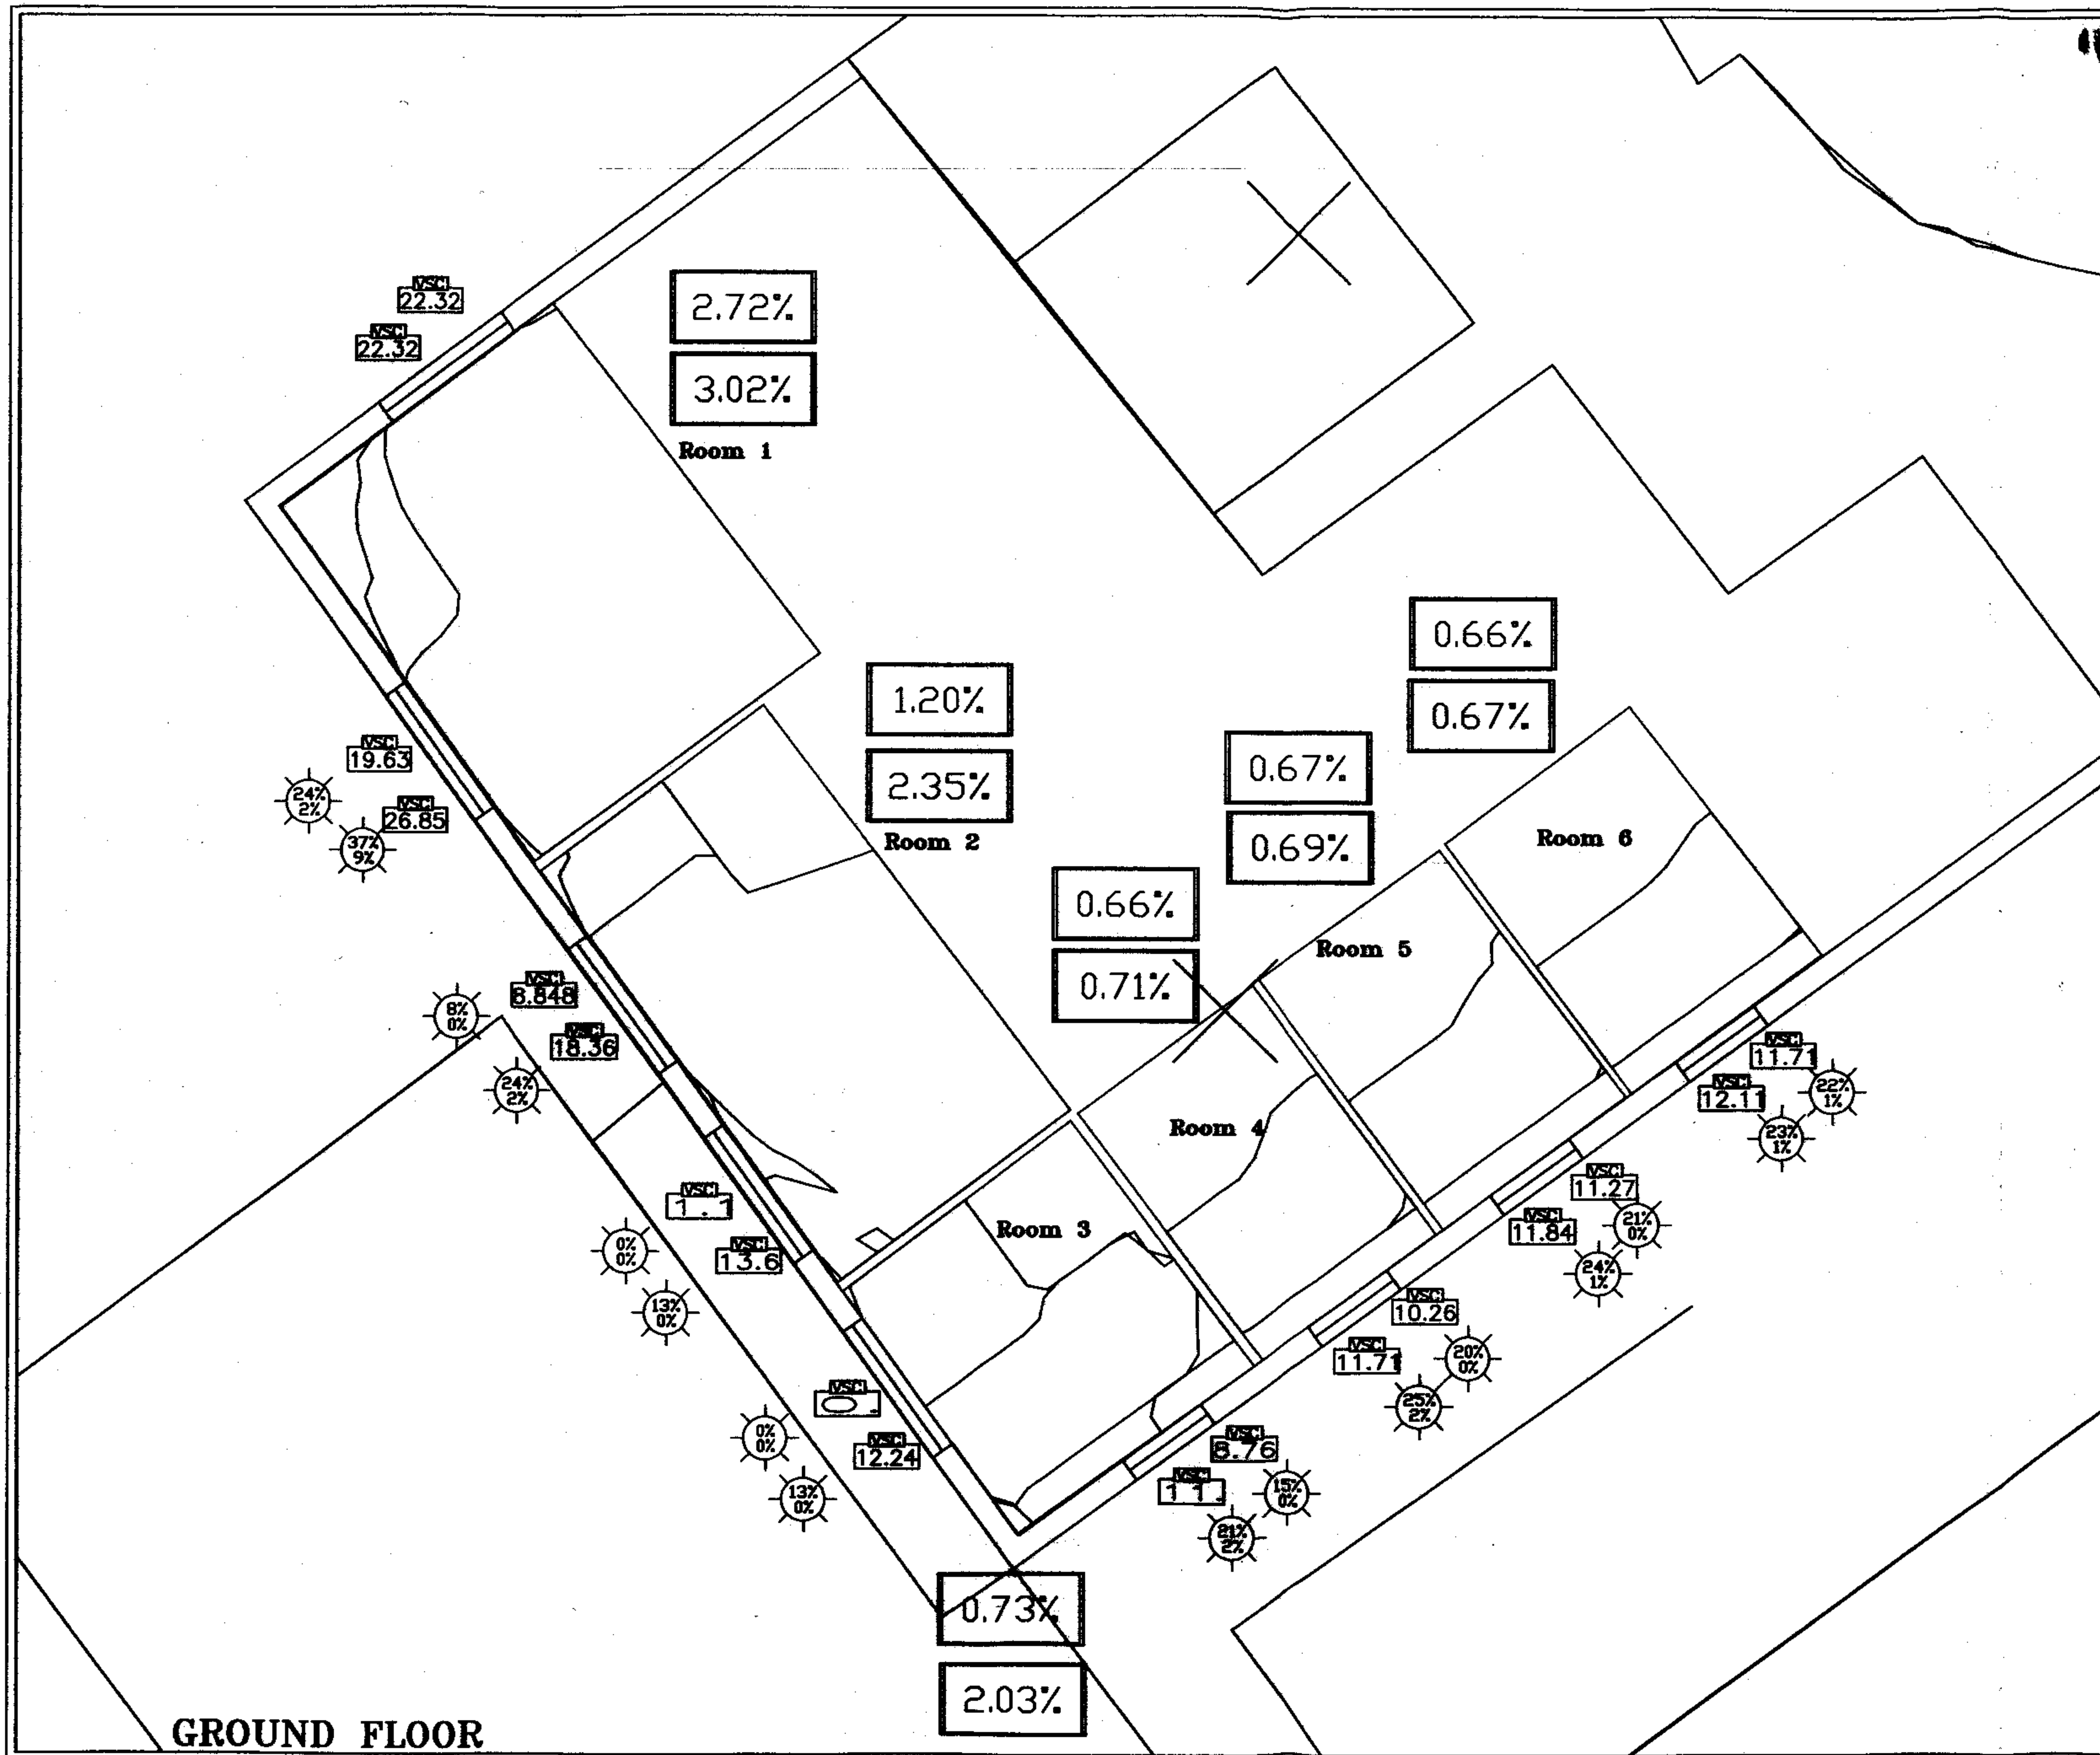 VSC
22.32
VSC
22.32
2.72%
3.02%
Room 1
VSC
19.63
24%
2%
VSC
26.85
37%
9%
1.20%
2.35%
Room 2
0.66%
0.67%
0.67%
0.69%
Room 6
0.66%
0.71%
Room 5
VSC
8.848
8%
0%
VSC
18.36
24%
2%
Room 4
VSC
11.71
22%
1%
VSC
12.11
23%
1%
VSC
1.1
0%
0%
VSC
13.6
13%
0%
Room 3
VSC
11.27
21%
0%
VSC
11.84
24%
1%
VSC
10.26
20%
0%
VSC
11.71
25%
2%
VSC
0.
0%
0%
VSC
12.24
13%
0%
VSC
8.76
15%
0%
VSC
11.
21%
2%
0.73%
2.03%
GROUND FLOOR